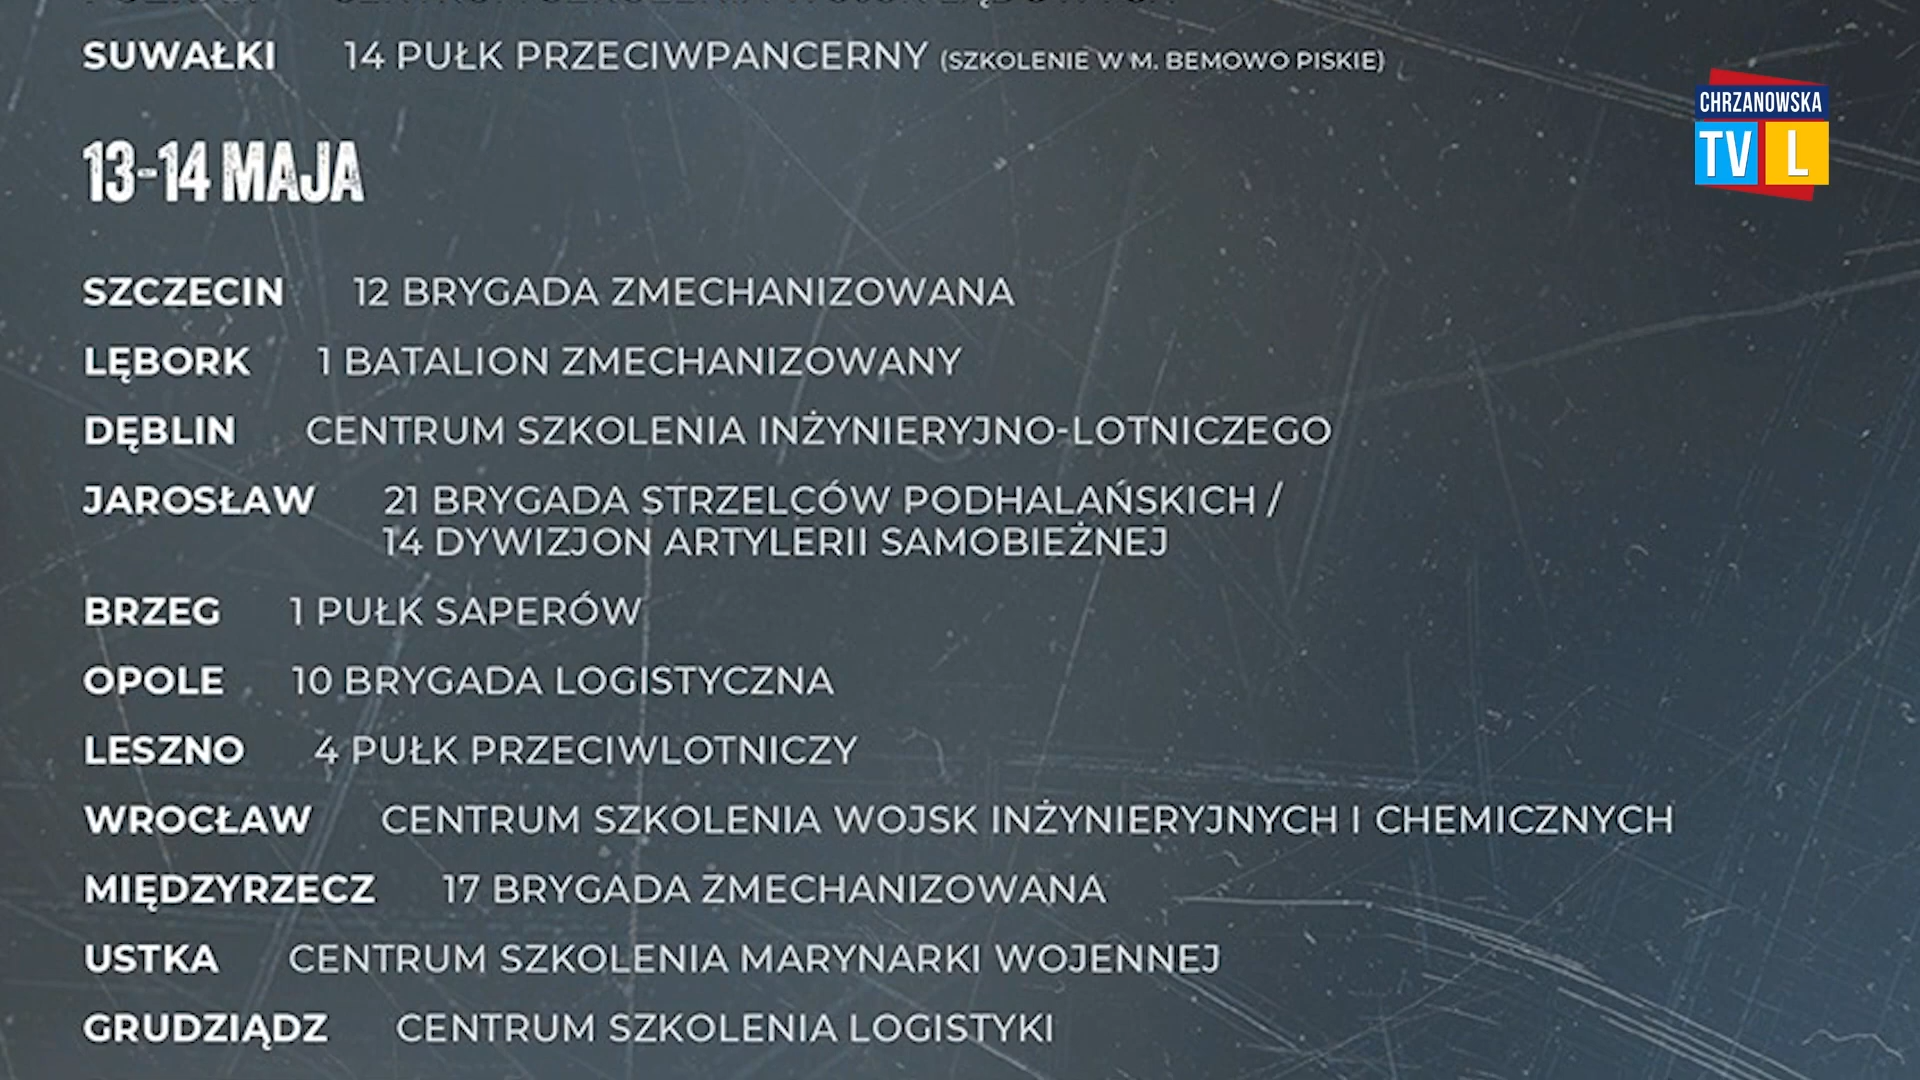 SUWAŁKI 14 PUŁK PRZECIWPANCERNY (SZKOLENIE W M. BEMOWO PISKIE)
CHRZANOWSKA
TV L
13-14 MAJA
SZCZECIN 12 BRYGADA ZMECHANIZOWANA
LĘBORK 1 BATALION ZMECHANIZOWANY
DĘBLIN CENTRUM SZKOLENIA INŻYNIERYJNO-LOTNICZEGO
JAROSŁAW 21 BRYGADA STRZELCÓW PODHALAŃSKICH /
14 DYWIZJON ARTYLERII SAMOBIEŻNEJ
BRZEG 1 PUŁK SAPERÓW
OPOLE 10 BRYGADA LOGISTYCZNA
LESZNO 4 PUŁK PRZECIWLOTNICZY
WROCŁAW CENTRUM SZKOLENIA WOJSK INŻYNIERYJNYCH I CHEMICZNYCH
MIĘDZYRZECZ 17 BRYGADA ZMECHANIZOWANA
USTKA CENTRUM SZKOLENIA MARYNARKI WOJENNEJ
GRUDZIĄDZ CENTRUM SZKOLENIA LOGISTYKI